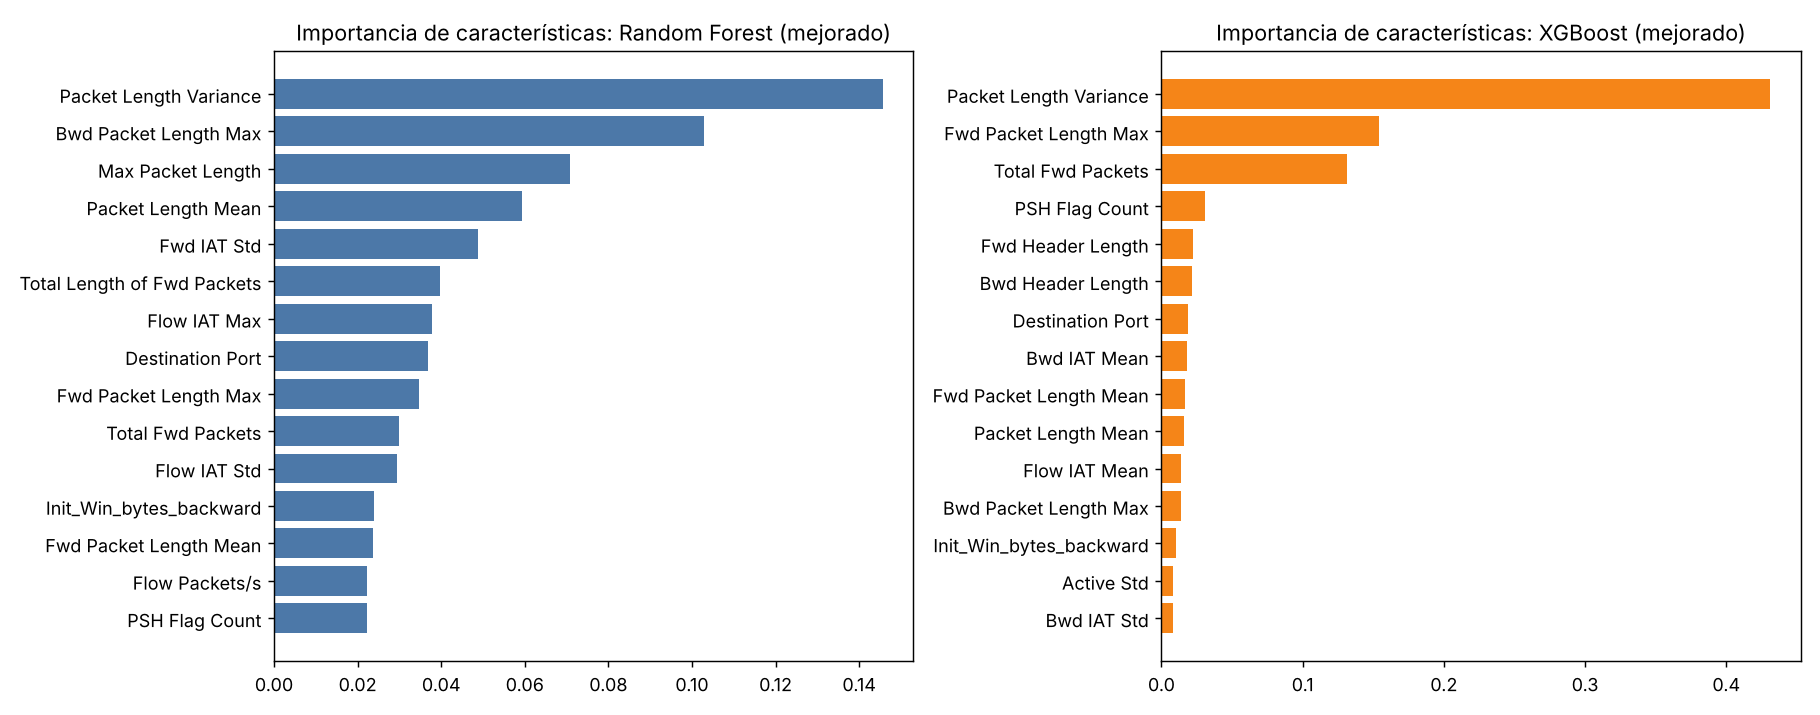 Importancia de características: Random Forest (mejorado)
Packet Length Variance
Bwd Packet Length Max
Max Packet Length
Packet Length Mean
Fwd IAT Std
Total Length of Fwd Packets
Flow IAT Max
Destination Port
Fwd Packet Length Max
Total Fwd Packets
Flow IAT Std
Init_Win_bytes_backward
Fwd Packet Length Mean
Flow Packets/s
PSH Flag Count
0.00 0.02 0.04 0.06 0.08 0.10 0.12 0.14
Importancia de características: XGBoost (mejorado)
Packet Length Variance
Fwd Packet Length Max
Total Fwd Packets
PSH Flag Count
Fwd Header Length
Bwd Header Length
Destination Port
Bwd IAT Mean
Fwd Packet Length Mean
Packet Length Mean
Flow IAT Mean
Bwd Packet Length Max
Init_Win_bytes_backward
Active Std
Bwd IAT Std
0.0 0.1 0.2 0.3 0.4